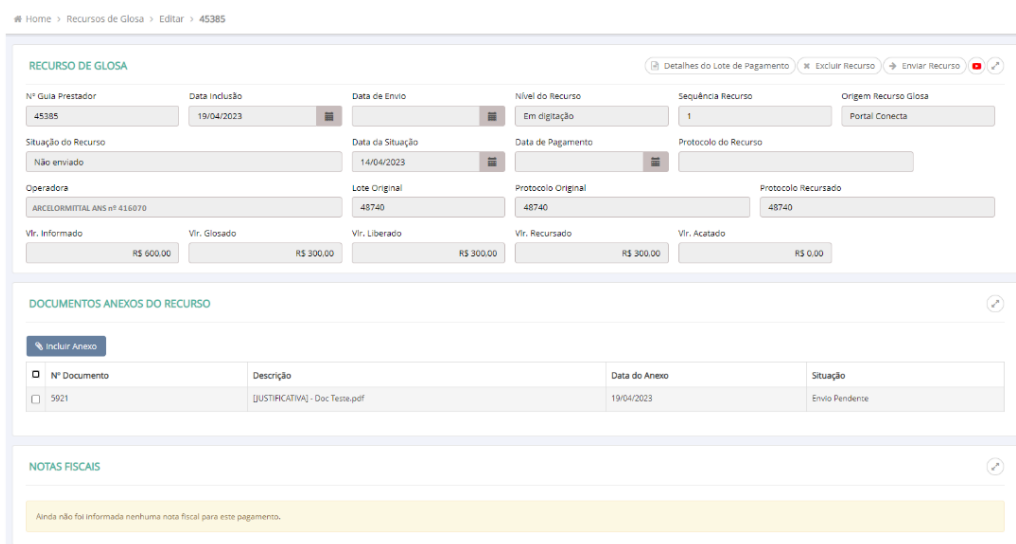 Home > Recursos de Glosa > Editar > 45385
RECURSO DE GLOSA
Detalhes do Lote de Pagamento
Excluir Recurso
Enviar Recurso
Nº Guia Prestador Data Inclusão Data de Envio Nível do Recurso Sequência Recurso Origem Recurso Glosa
45385 19/04/2023 Em digitação 1 Portal Conecta
Situação do Recurso Data da Situação Data de Pagamento Protocolo do Recurso
Não enviado 14/04/2023
Operadora Lote Original Protocolo Original Protocolo Recursado
ARCELORMITTAL ANS nº 416070 48740 48740 48740
Vlr. Informado Vlr. Glosado Vlr. Liberado Vlr. Recursado Vlr. Acatado
R$ 600,00 R$ 300,00 R$ 300,00 R$ 300,00 R$ 0,00
DOCUMENTOS ANEXOS DO RECURSO
Incluir Anexo
Nº Documento Descrição Data do Anexo Situação
5921 [JUSTIFICATIVA] - Doc Teste.pdf 19/04/2023 Envio Pendente
NOTAS FISCAIS
Ainda não foi informada nenhuma nota fiscal para este pagamento.